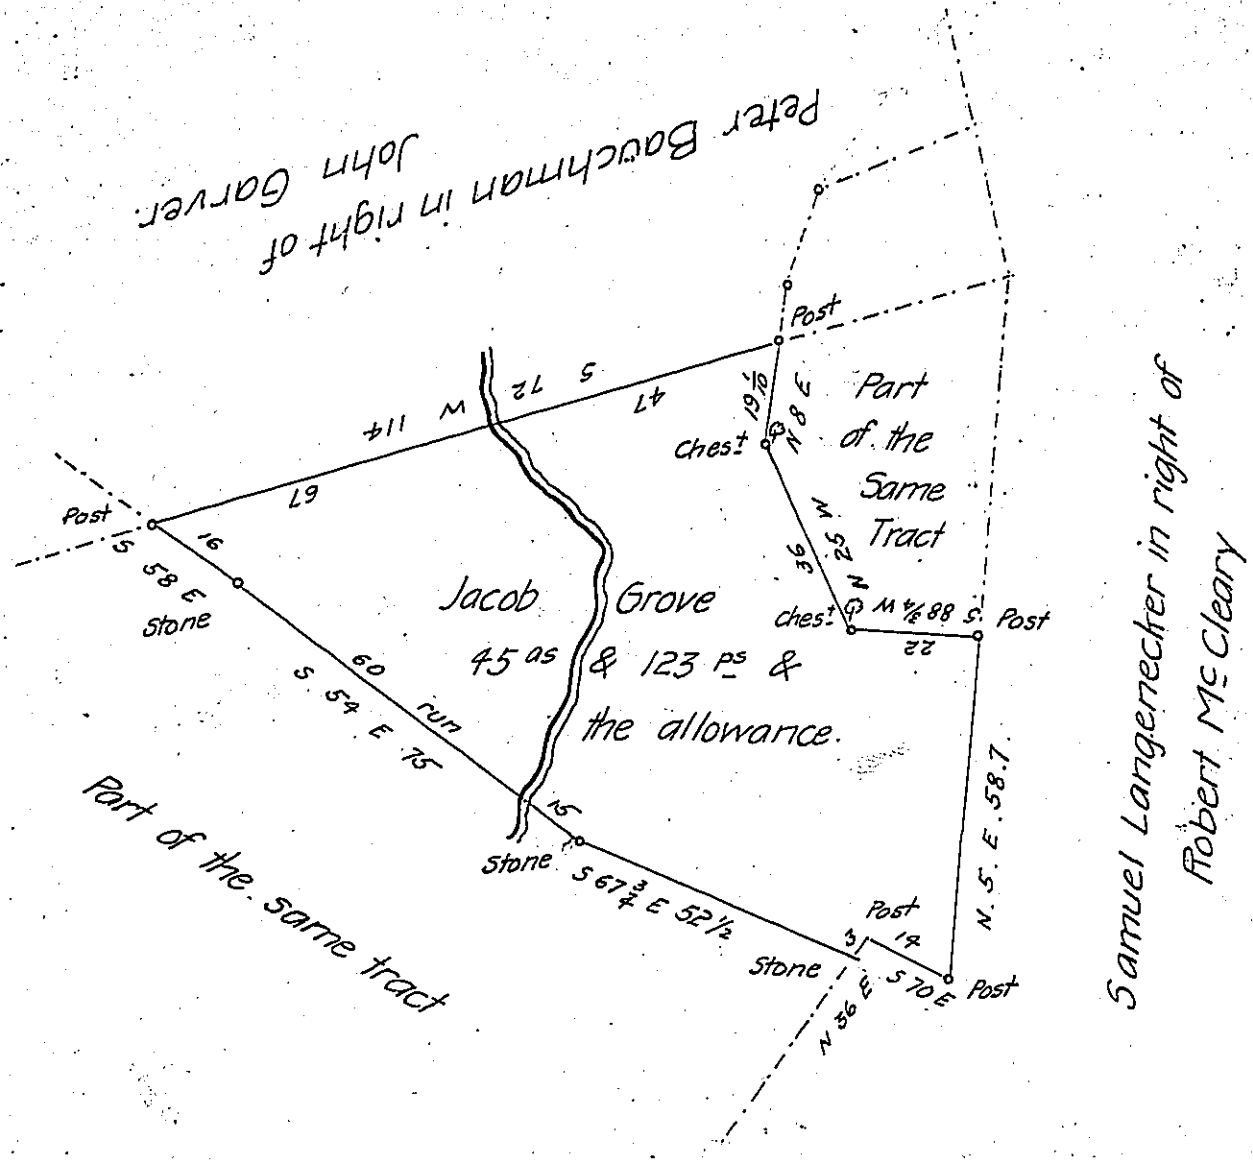 Peter Bauchman in right of
John Garver.
Post
S 72 W 114
47
67
19 1/10
N 8 E
Chest
Part
of the
Same
Tract
36
N 25 W
Chest
S. 88 3/4 W
22
Post
Post
16
S 58 E
Stone
60
run
S. 54 E 75
15
Jacob Grove
45 as & 123 ps &
the allowance.
Part of the same tract
Stone
S 67 3/4 E 52 1/2
Stone
3
N 36 E
Post
14
S 70 E
Post
N. 5. E. 58.7.
Samuel Langenecker in right of
Robert Mc Cleary